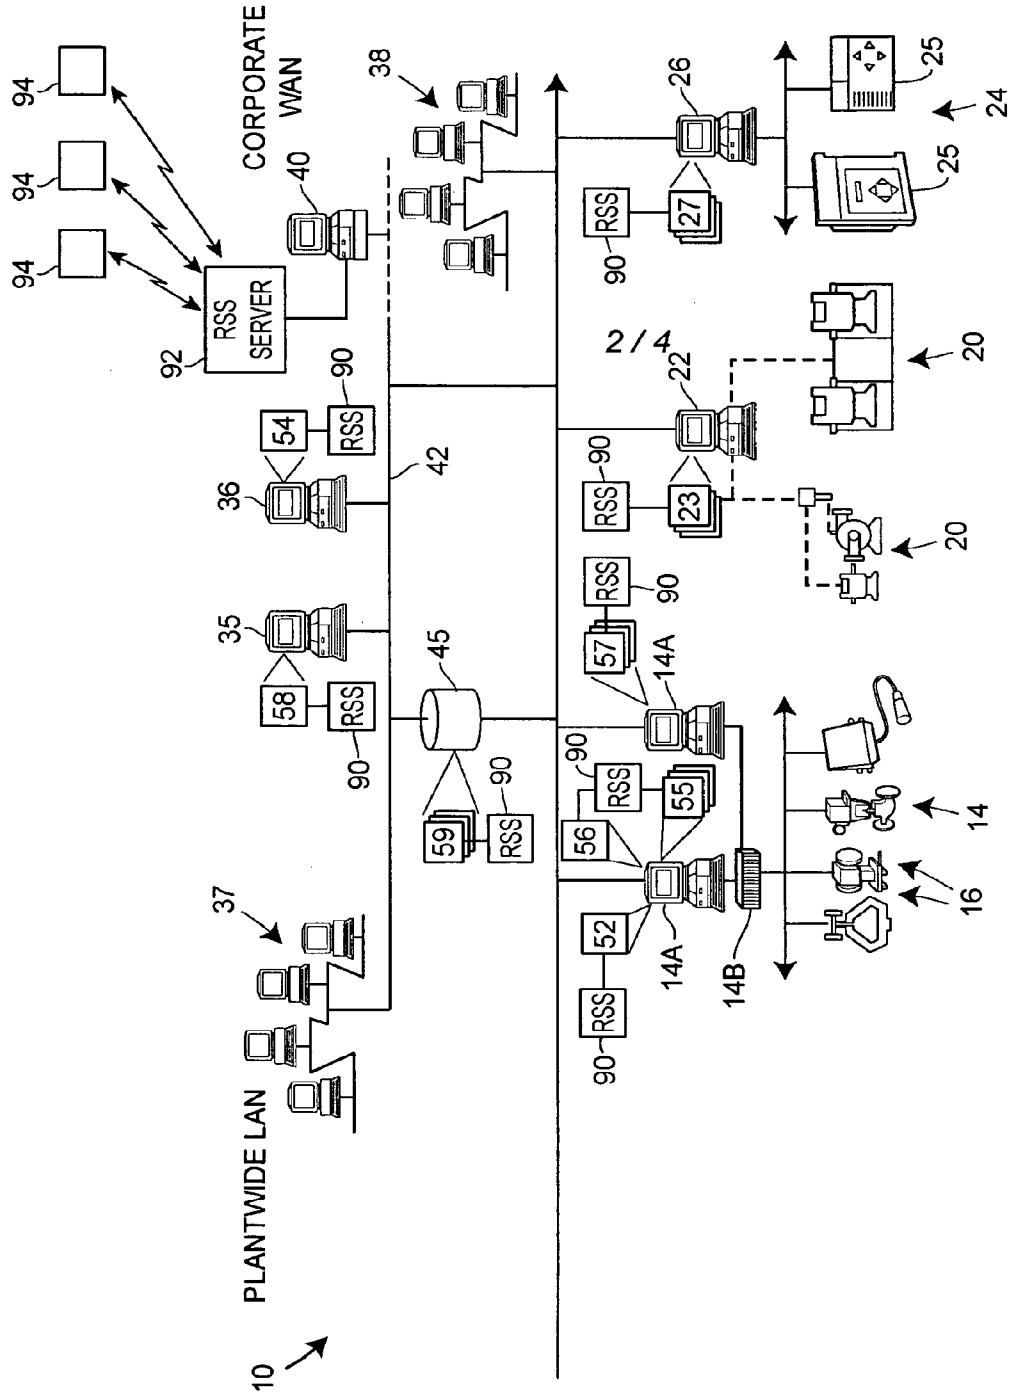 94
94
94
92
RSS
SERVER
10
PLANTWIDE LAN
CORPORATE
WAN
37
35
36
40
58
54
90
RSS
90
RSS
38
42
45
59
90
RSS
56
90
RSS
55
52
90
RSS
14A
14B
57
RSS
90
14A
90
RSS
23
22
2 / 4
90
RSS
27
26
16
14
20
20
25
25
24